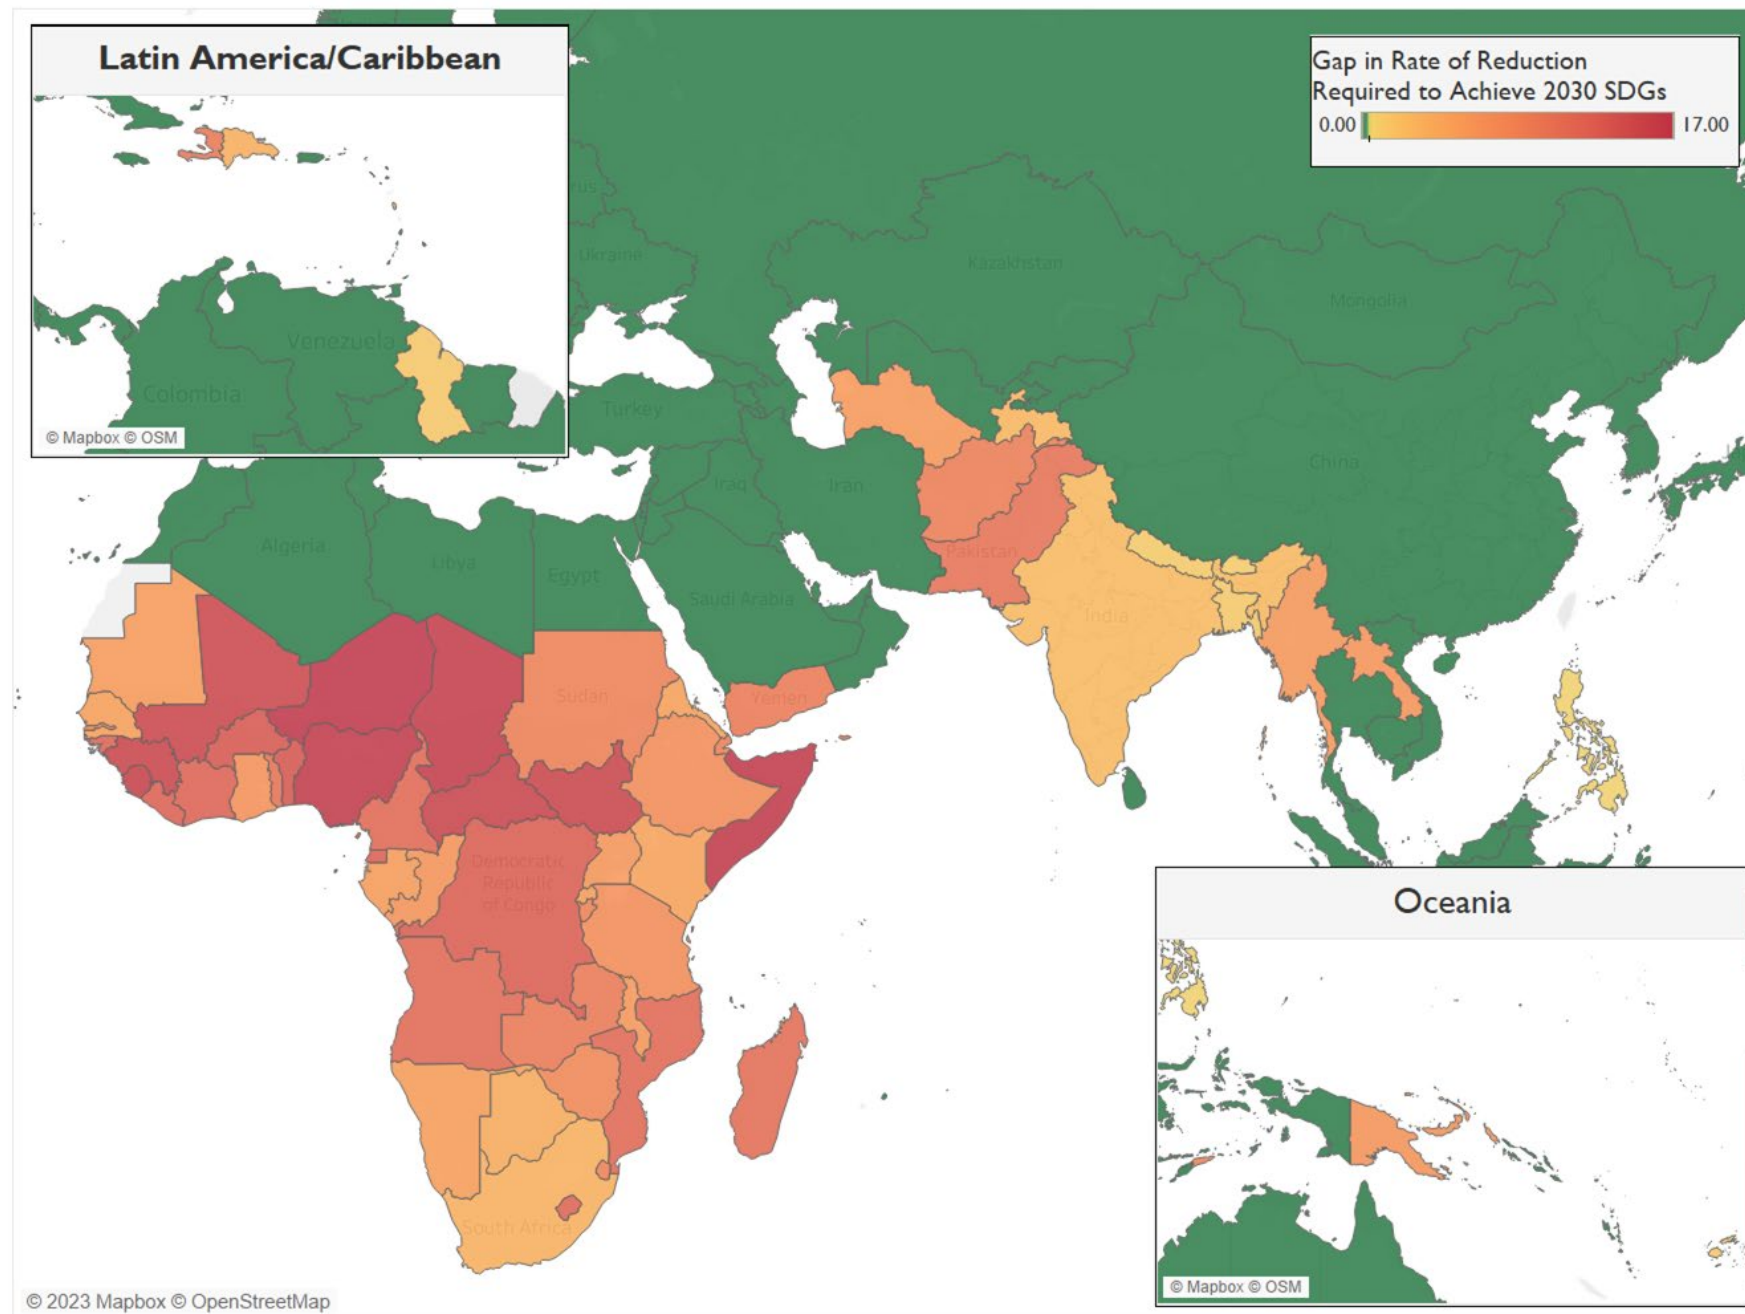 Latin America/Caribbean
Venezuela
Colombia
© Mapbox © OSM
Gap in Rate of Reduction
Required to Achieve 2030 SDGs
0.00
17.00
rus
Ukraine
Kazakhstan
Mongolia
Turkey
China
Iraq
Iran
Algeria
Libya
Egypt
Pakistan
Saudi Arabia
India
Sudan
Yemen
Democratic
Republic
of Congo
South Africa
Oceania
© Mapbox © OSM
© 2023 Mapbox © OpenStreetMap